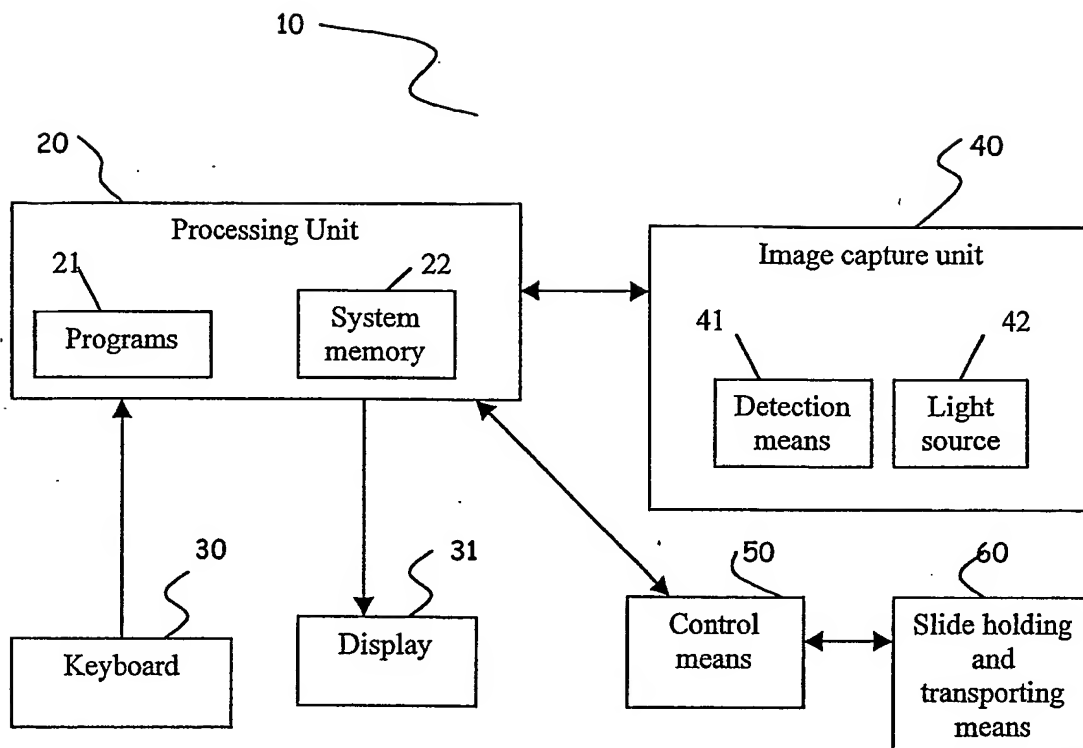 10
20
40
Processing Unit
Image capture unit
21
22
Programs
System
memory
41
42
Detection
means
Light
source
30
31
50
60
Keyboard
Display
Control
means
Slide holding
and
transporting
means